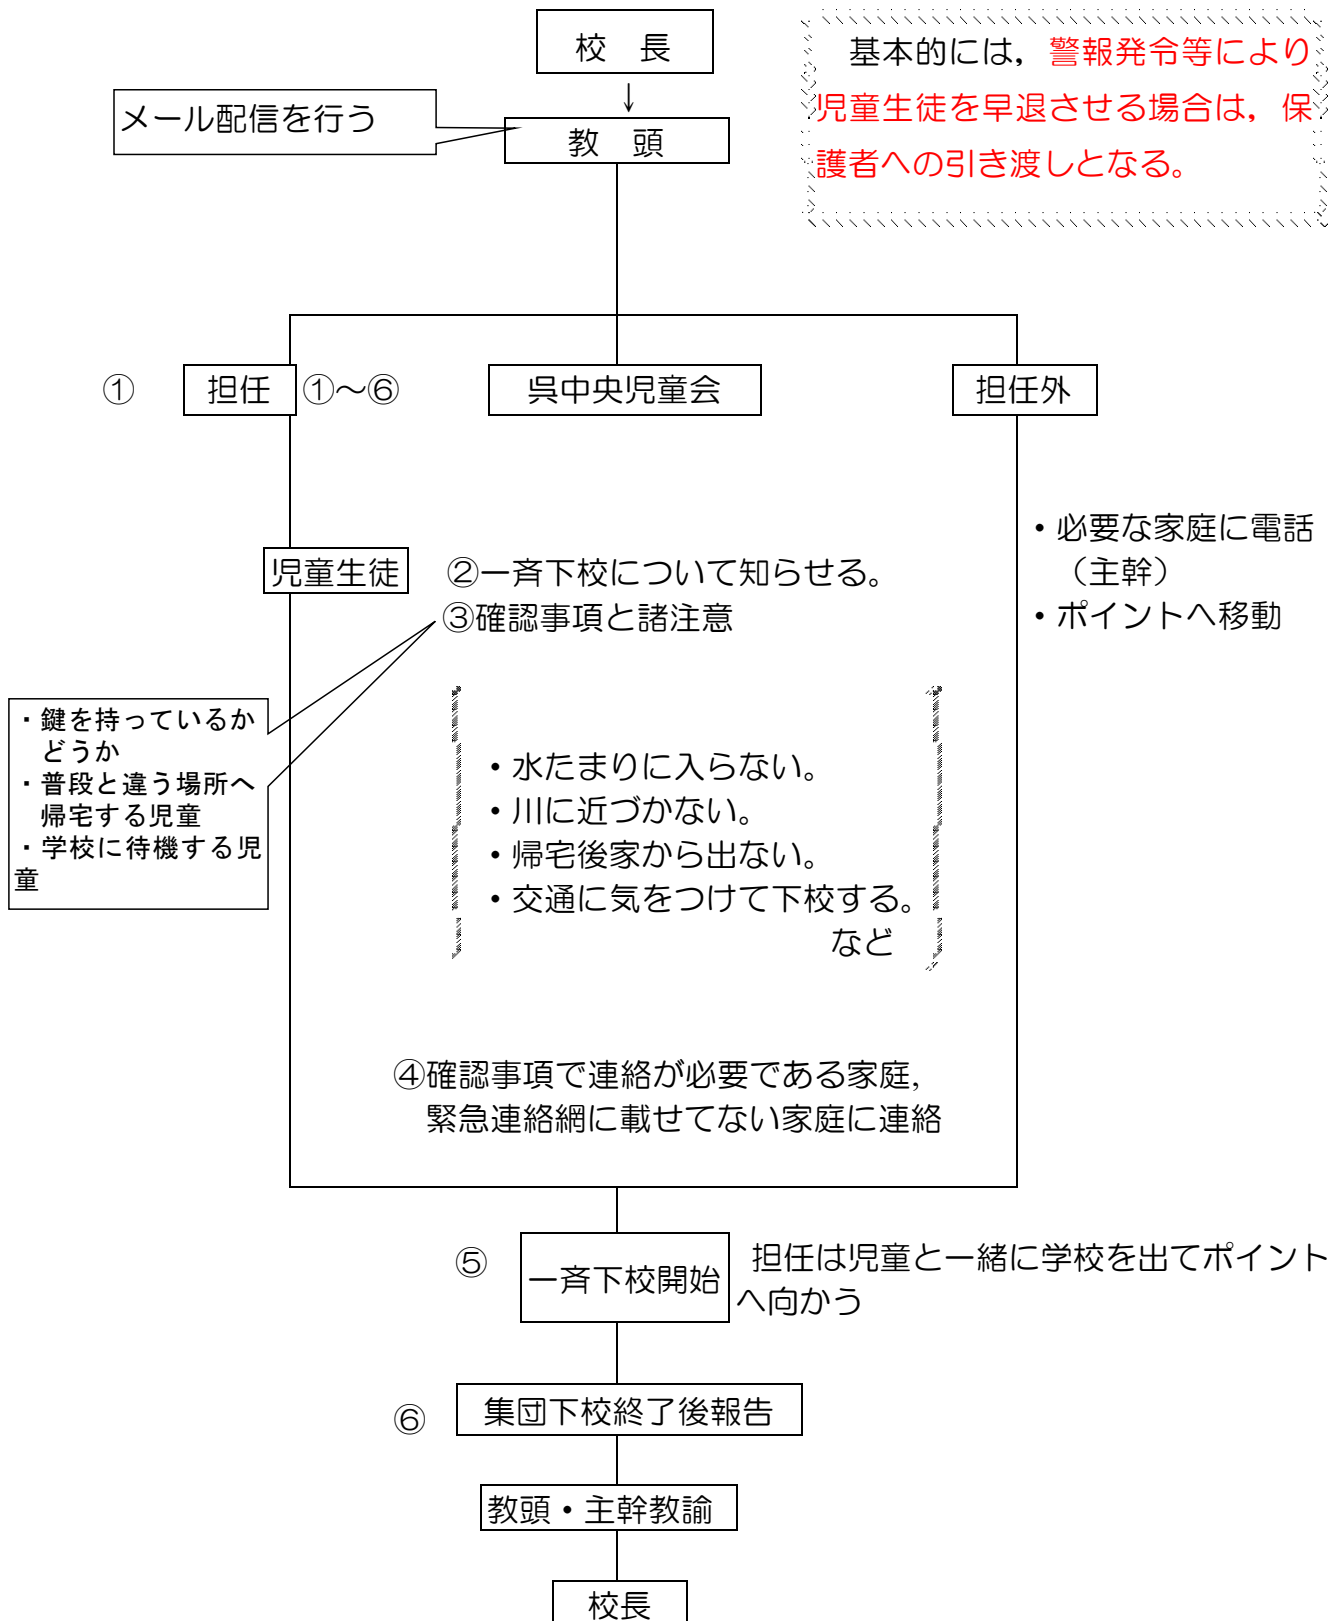 校　長
↓
メール配信を行う
教　頭
基本的には，警報発令等により
児童生徒を早退させる場合は，保
護者への引き渡しとなる。
①
担任
①～⑥
呉中央児童会
担任外
・必要な家庭に電話
（主幹）
・ポイントへ移動
児童生徒
②一斉下校について知らせる。
③確認事項と諸注意
・鍵を持っているか
どうか
・普段と違う場所へ
帰宅する児童
・学校に待機する児
童
・水たまりに入らない。
・川に近づかない。
・帰宅後家から出ない。
・交通に気をつけて下校する。
など
④確認事項で連絡が必要である家庭，
緊急連絡網に載せてない家庭に連絡
⑤
一斉下校開始
担任は児童と一緒に学校を出てポイント
へ向かう
⑥
集団下校終了後報告
教頭・主幹教諭
校長